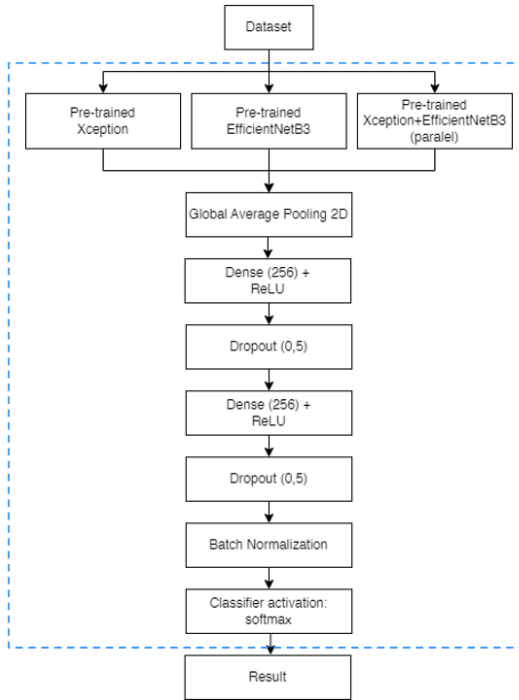 Dataset
Pre-trained
Xception
Pre-trained
EfficientNetB3
Pre-trained
Xception+EfficientNetB3
(paralel)
Global Average Pooling 2D
Dense (256) +
ReLU
Dropout (0,5)
Dense (256) +
ReLU
Dropout (0,5)
Batch Normalization
Classifier activation:
softmax
Result